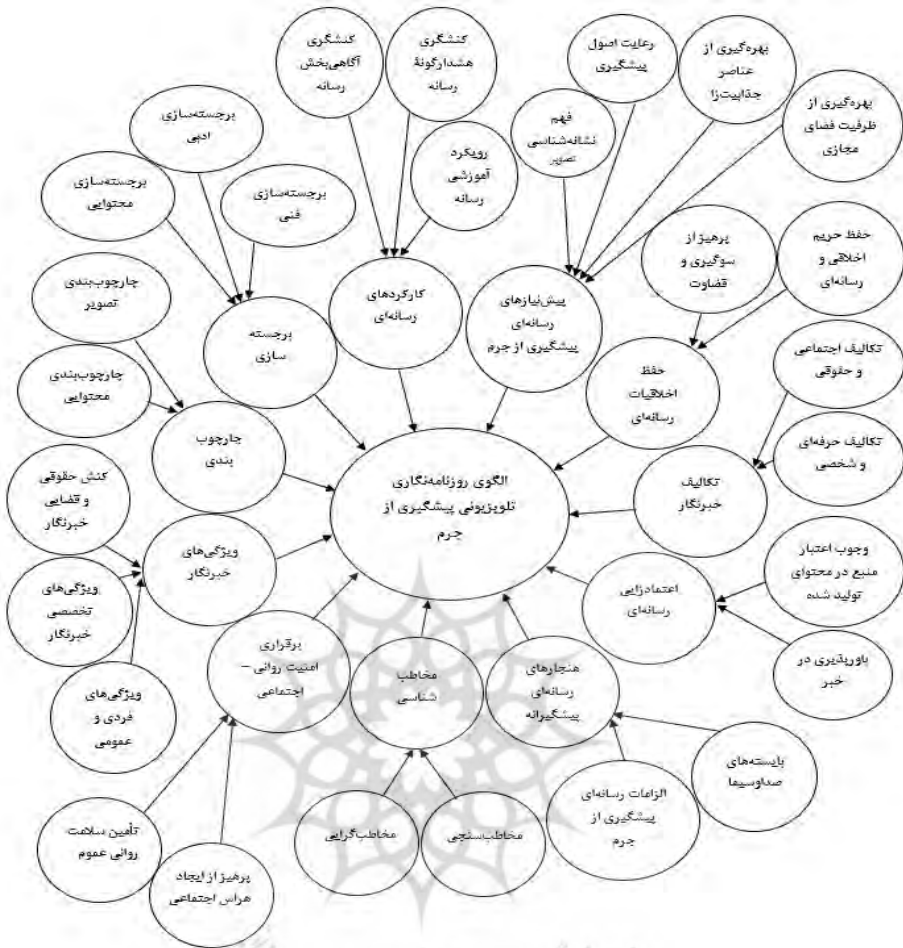 کنشگری
آگاهی‌بخش
رسانه
کنشگری
هشدارگونهٔ
رسانه
رعایت اصول
پیشگیری
بهره‌گیری از
عناصر
جذابیت‌زا
بهره‌گیری از
ظرفیت فضای
مجازی
فهم
نشانه‌شناسی
تصویر
رویکرد
آموزشی
رسانه
برجسته‌سازی
ادبی
برجسته‌سازی
محتوایی
برجسته‌سازی
فنی
پرهیز از
سوگیری و
قضاوت
حفظ حریم
اخلاقی و
رسانه‌ای
چارچوب‌بندی
تصویر
برجسته
سازی
کارکردهای
رسانه‌ای
پیش‌نیازهای
رسانه‌ای
پیشگیری از جرم
حفظ
اخلاقیات
رسانه‌ای
تکالیف اجتماعی
و حقوقی
چارچوب‌بندی
محتوایی
چارچوب
بندی
تکالیف حرفه‌ای
و شخصی
تکالیف
خبرنگار
الگوی روزنامه‌نگاری
تلویزیونی پیشگیری از
جرم
کنش حقوقی
و قضایی
خبرنگار
ویژگی‌های
خبرنگار
ویژگی‌های
تخصصی
خبرنگار
ویژگی‌های
فردی و
عمومی
اعتمادزایی
رسانه‌ای
وجوب اعتبار
منبع در محتوای
تولید شده
باورپذیری در
خبر
برقراری
امنیت روانی –
اجتماعی
مخاطب
شناسی
هنجارهای
رسانه‌ای
پیشگیرانه
بایسته‌های
صداوسیما
الزامات رسانه‌ای
پیشگیری از
جرم
مخاطب‌سنجی
مخاطب‌گرایی
تأمین سلامت
روانی عموم
پرهیز از ایجاد
هراس اجتماعی